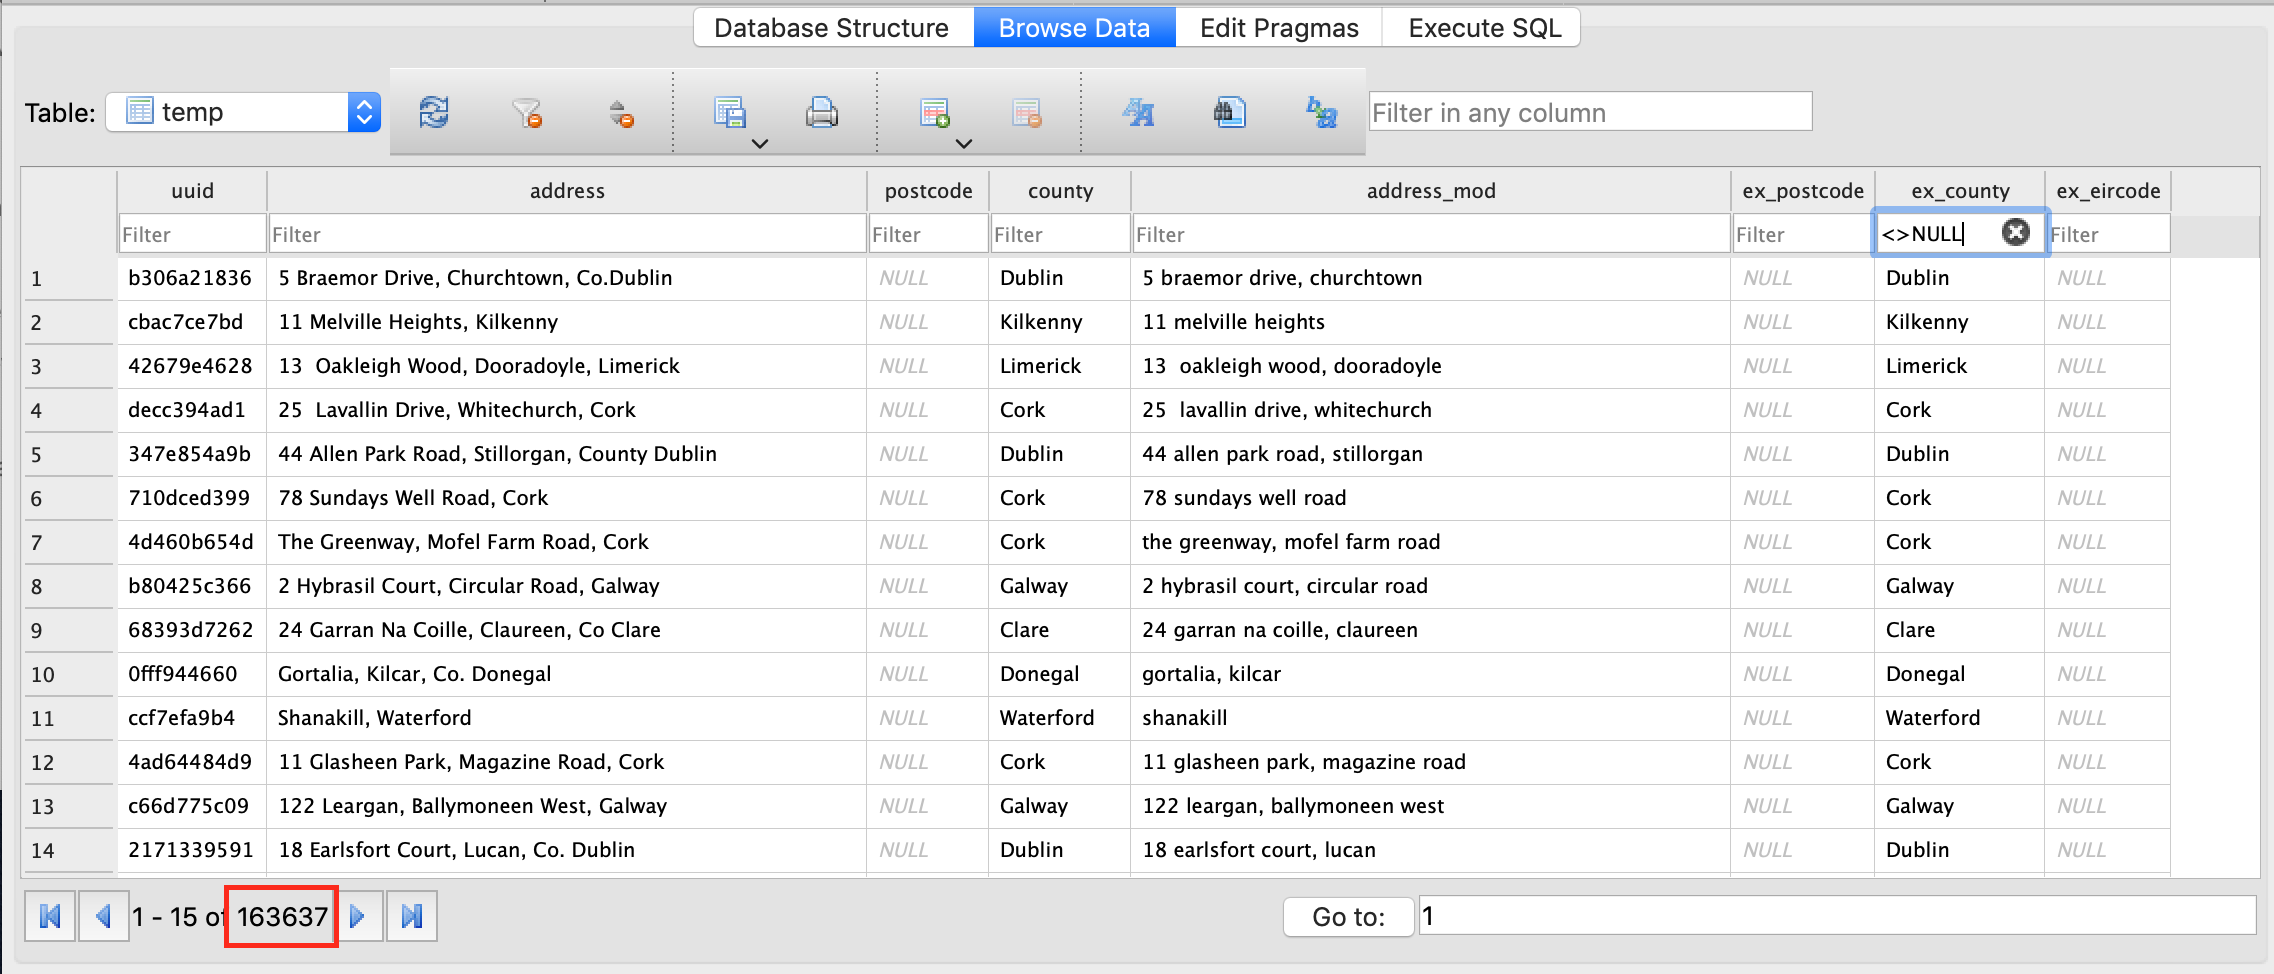 Database Structure Browse Data Edit Pragmas Execute SQL
Table: temp Filter in any column
uuid address postcode county address_mod ex_postcode ex_county ex_eircode
Filter Filter Filter Filter Filter Filter <>NULL Filter
1 b306a21836 5 Braemor Drive, Churchtown, Co.Dublin NULL Dublin 5 braemor drive, churchtown NULL Dublin NULL
2 cbac7ce7bd 11 Melville Heights, Kilkenny NULL Kilkenny 11 melville heights NULL Kilkenny NULL
3 42679e4628 13  Oakleigh Wood, Dooradoyle, Limerick NULL Limerick 13  oakleigh wood, dooradoyle NULL Limerick NULL
4 decc394ad1 25  Lavallin Drive, Whitechurch, Cork NULL Cork 25  lavallin drive, whitechurch NULL Cork NULL
5 347e854a9b 44 Allen Park Road, Stillorgan, County Dublin NULL Dublin 44 allen park road, stillorgan NULL Dublin NULL
6 710dced399 78 Sundays Well Road, Cork NULL Cork 78 sundays well road NULL Cork NULL
7 4d460b654d The Greenway, Mofel Farm Road, Cork NULL Cork the greenway, mofel farm road NULL Cork NULL
8 b80425c366 2 Hybrasil Court, Circular Road, Galway NULL Galway 2 hybrasil court, circular road NULL Galway NULL
9 68393d7262 24 Garran Na Coille, Claureen, Co Clare NULL Clare 24 garran na coille, claureen NULL Clare NULL
10 0fff944660 Gortalia, Kilcar, Co. Donegal NULL Donegal gortalia, kilcar NULL Donegal NULL
11 ccf7efa9b4 Shanakill, Waterford NULL Waterford shanakill NULL Waterford NULL
12 4ad64484d9 11 Glasheen Park, Magazine Road, Cork NULL Cork 11 glasheen park, magazine road NULL Cork NULL
13 c66d775c09 122 Leargan, Ballymoneen West, Galway NULL Galway 122 leargan, ballymoneen west NULL Galway NULL
14 2171339591 18 Earlsfort Court, Lucan, Co. Dublin NULL Dublin 18 earlsfort court, lucan NULL Dublin NULL
1 - 15 of 163637 Go to: 1